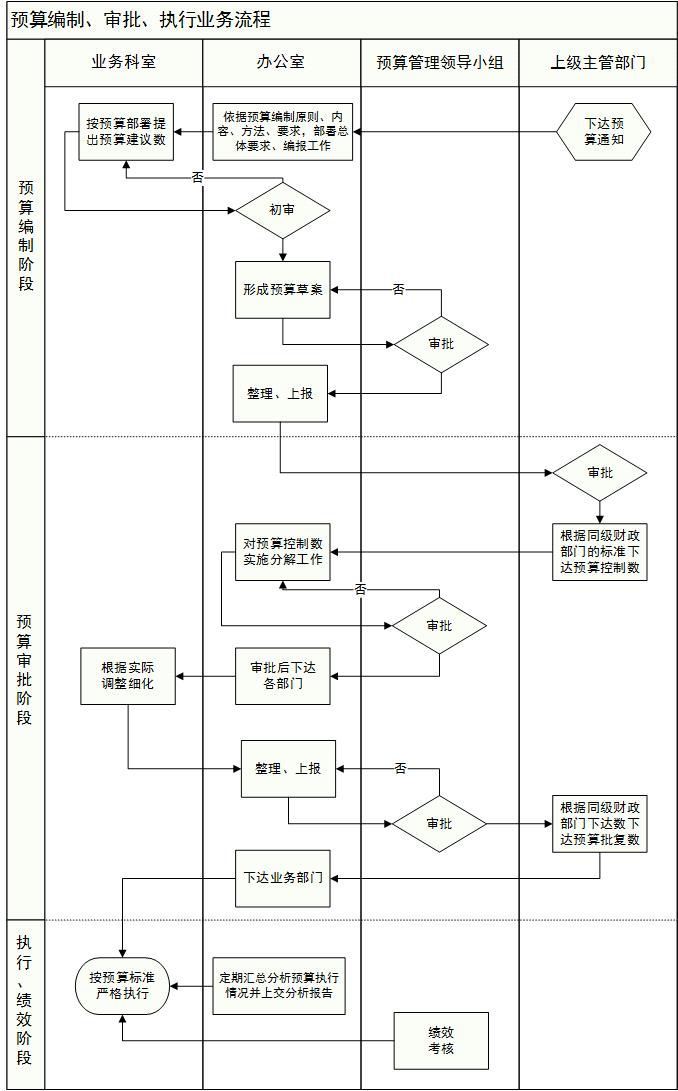 预算编制、审批、执行业务流程
业务科室
办公室
预算管理领导小组
上级主管部门
预算编制阶段
按预算部署提
出预算建议数
依据预算编制原则、内
容、方法、要求，部署总
体要求、编报工作
下达预
算通知
否
初审
形成预算草案
否
审批
整理、上报
预算审批阶段
审批
对预算控制数
实施分解工作
根据同级财政
部门的标准下
达预算控制数
否
审批
根据实际
调整细化
审批后下达
各部门
整理、上报
否
审批
根据同级财政
部门下达数下
达预算批复数
下达业务部门
执行、绩效阶段
按预算标准
严格执行
定期汇总分析预算执行
情况并上交分析报告
绩效
考核